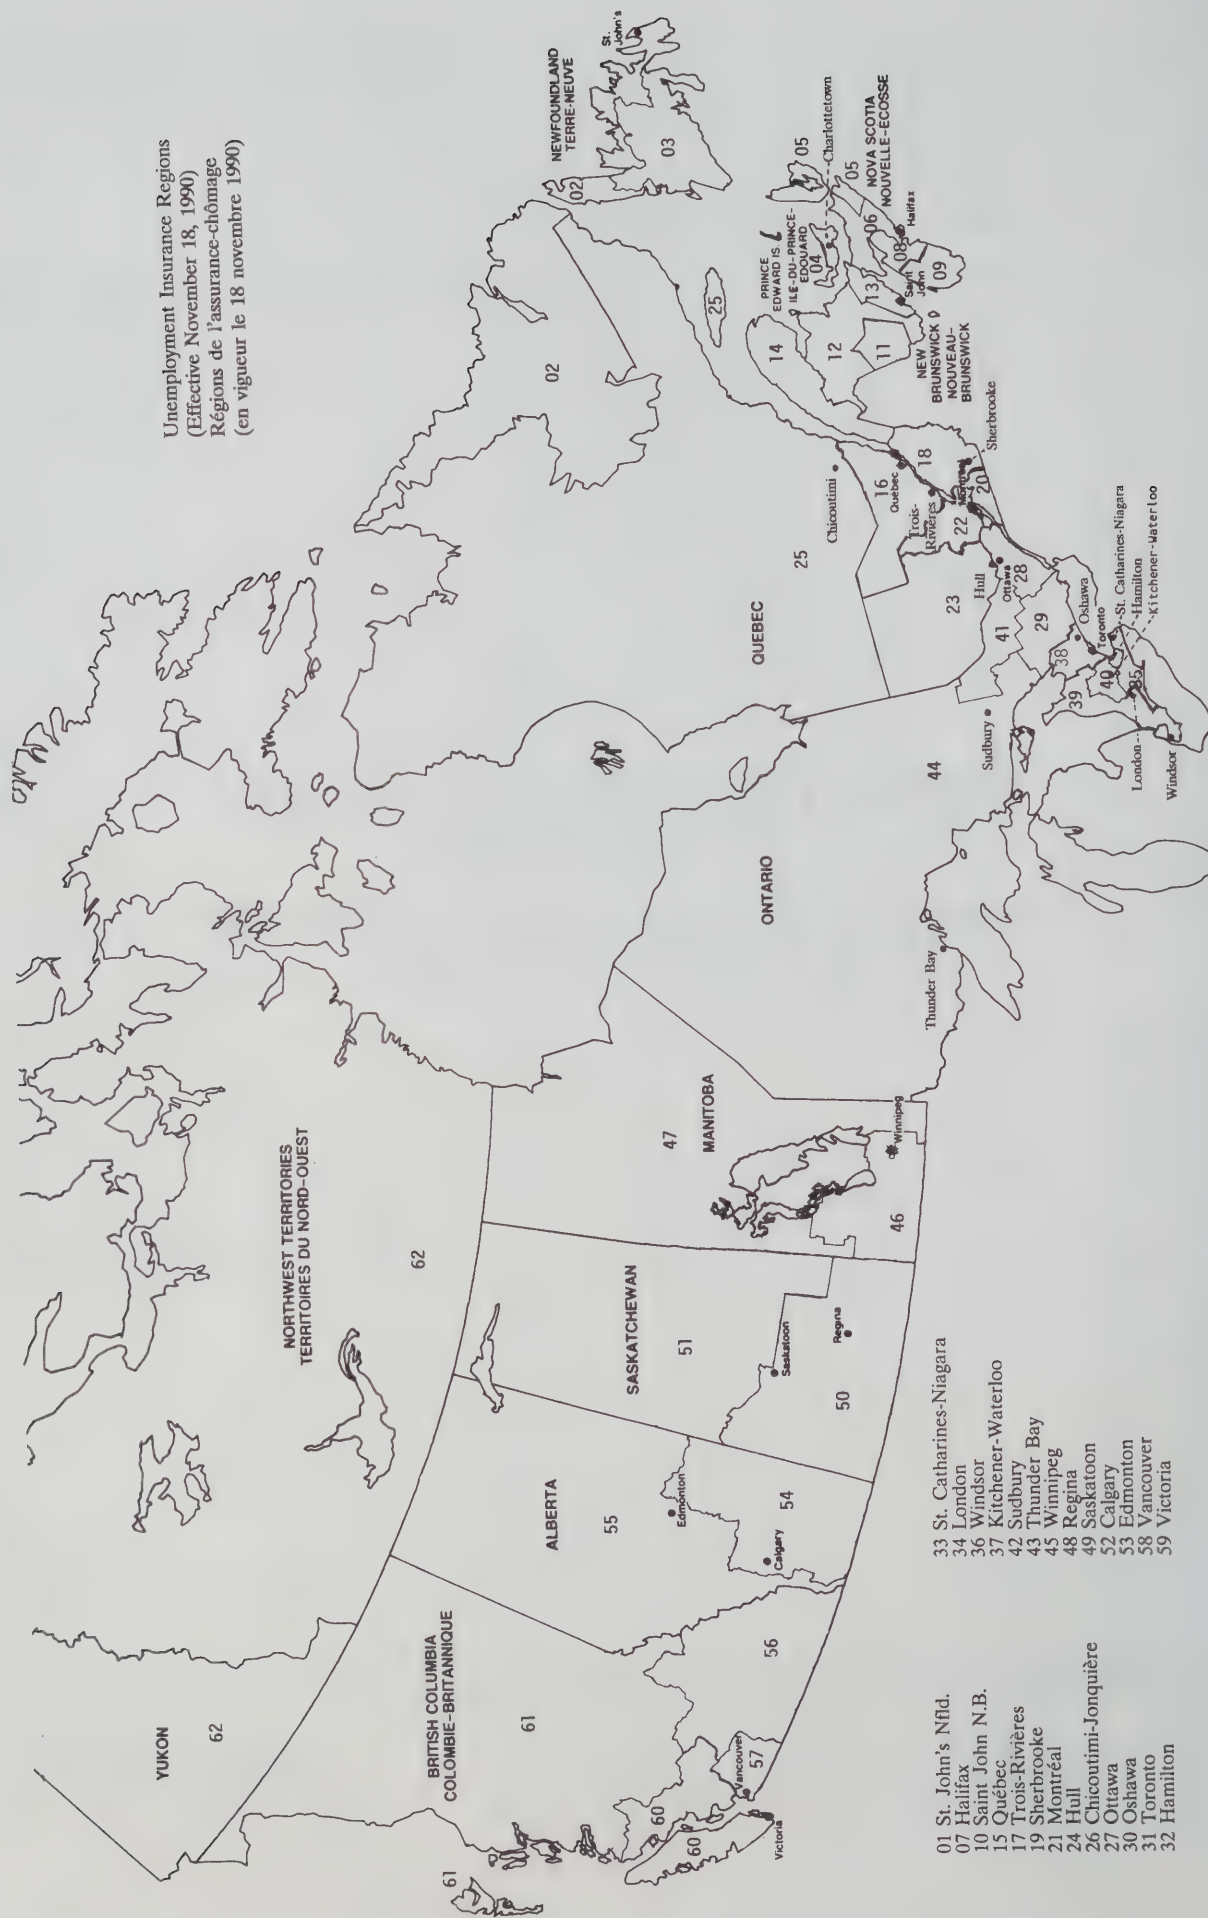 Unemployment Insurance Regions
(Effective November 18, 1990)
Régions de l'assurance-chômage
(en vigueur le 18 novembre 1990)
YUKON
62
NORTHWEST TERRITORIES
TERRITOIRES DU NORD-OUEST
62
BRITISH COLUMBIA
COLOMBIE-BRITANNIQUE
61
61
60
60
56
57
Vancouver
Victoria
ALBERTA
55
Edmonton
54
Calgary
SASKATCHEWAN
51
Saskatoon
Regina
50
47
MANITOBA
46
Winnipeg
ONTARIO
Thunder Bay
44
Sudbury
41
29
28
Ottawa
38
39
40
35
Oshawa
Toronto
St. Catharines-Niagara
Hamilton
Kitchener-Waterloo
London
Windsor
QUEBEC
25
25
Chicoutimi
23
Hull
22
Trois-
Rivières
16
Québec
18
Montréal
20
Sherbrooke
14
NEWFOUNDLAND
TERRE-NEUVE
St.
John's
02
02
03
PRINCE
EDWARD IS.
ILE-DU-PRINCE-
EDOUARD
04
Charlottetown
05
05
NOVA SCOTIA
NOUVELLE-ECOSSE
06
08
Halifax
09
12
13
11
Saint
John
NEW
BRUNSWICK
NOUVEAU-
BRUNSWICK
01 St. John's Nfld.
07 Halifax
10 Saint John N.B.
15 Québec
17 Trois-Rivières
19 Sherbrooke
21 Montréal
24 Hull
26 Chicoutimi-Jonquière
27 Ottawa
30 Oshawa
31 Toronto
32 Hamilton
33 St. Catharines-Niagara
34 London
36 Windsor
37 Kitchener-Waterloo
42 Sudbury
43 Thunder Bay
45 Winnipeg
48 Regina
49 Saskatoon
52 Calgary
53 Edmonton
58 Vancouver
59 Victoria